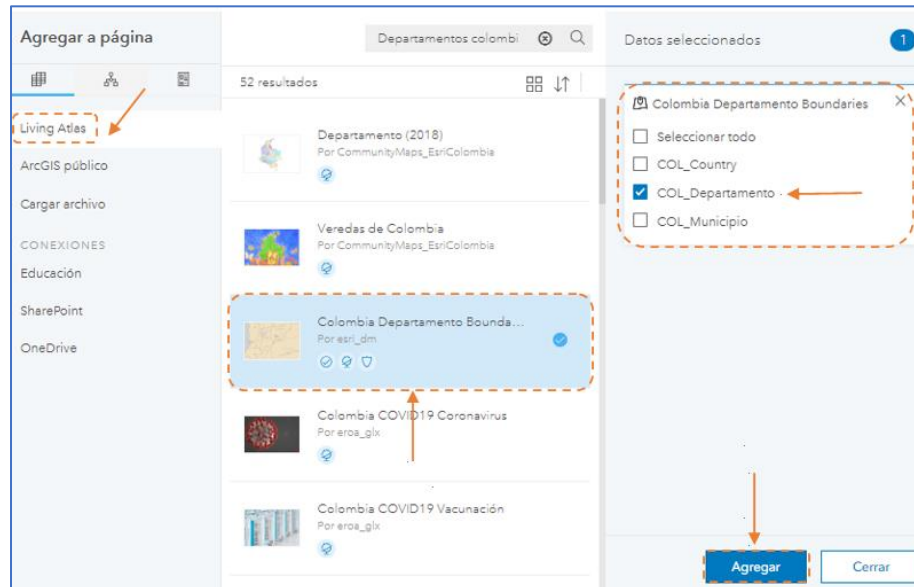 Agregar a página
Living Atlas
ArcGIS público
Cargar archivo
CONEXIONES
Educación
SharePoint
OneDrive
Departamentos colombi
52 resultados
Departamento (2018)
Por CommunityMaps_EsriColombia
Veredas de Colombia
Por CommunityMaps_EsriColombia
Colombia Departamento Bounda...
Por esri_dm
Colombia COVID19 Coronavirus
Por eroa_glx
Colombia COVID19 Vacunación
Por eroa_glx
Datos seleccionados 1
Colombia Departamento Boundaries
Seleccionar todo
COL_Country
COL_Departamento
COL_Municipio
Agregar Cerrar